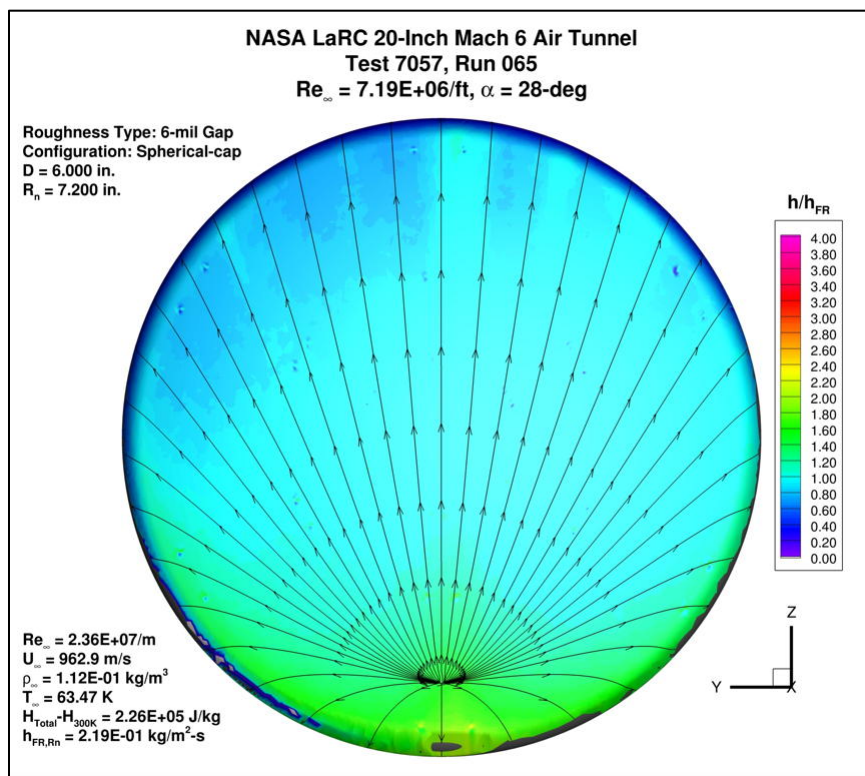 NASA LaRC 20-Inch Mach 6 Air Tunnel
Test 7057, Run 065
Re∞ = 7.19E+06/ft, α = 28-deg
Roughness Type: 6-mil Gap
Configuration: Spherical-cap
D = 6.000 in.
Rn = 7.200 in.
h/hFR
4.00
3.80
3.60
3.40
3.20
3.00
2.80
2.60
2.40
2.20
2.00
1.80
1.60
1.40
1.20
1.00
0.80
0.60
0.40
0.20
0.00
Re∞ = 2.36E+07/m
U∞ = 962.9 m/s
ρ∞ = 1.12E-01 kg/m³
T∞ = 63.47 K
HTotal-H300K = 2.26E+05 J/kg
hFR,Rn = 2.19E-01 kg/m²-s
Z
Y
X